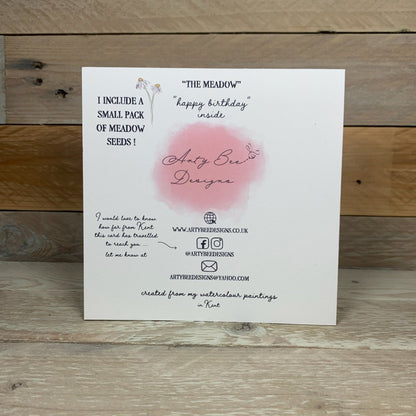 "THE MEADOW"
"happy birthday"
inside
I INCLUDE A
SMALL PACK
OF MEADOW
SEEDS !
Arty Bee
Designs
WWW.ARTYBEEDESIGNS.CO.UK
@ARTYBEEDESIGNS
ARTYBEEDESIGNS@YAHOO.COM
I would love to know
how far from Kent
this card has travelled
to reach you ...
let me know at
created from my watercolour paintings
in Kent